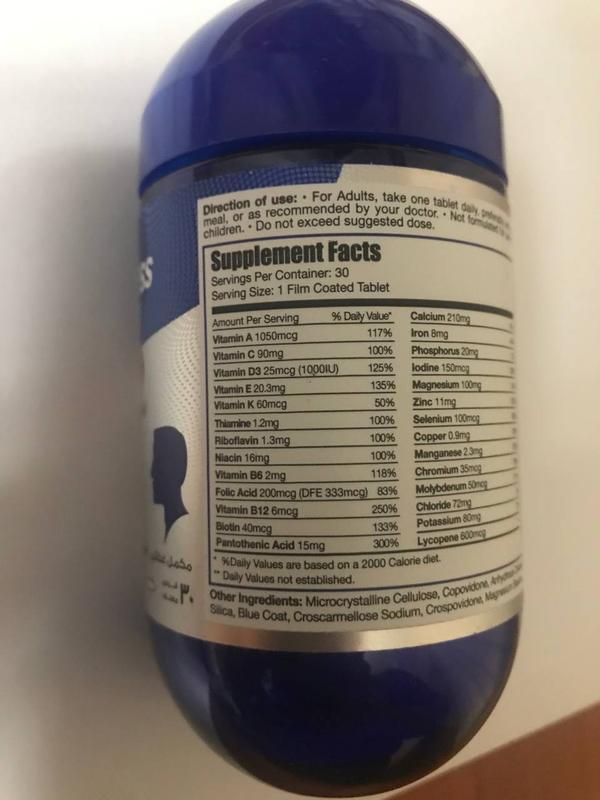 SS
Direction of use: • For Adults, take one tablet daily,
meal, or as recommended by your doctor. • Not formulated
children. • Do not exceed suggested dose.
Supplement Facts
Servings Per Container: 30
Serving Size: 1 Film Coated Tablet
Amount Per Serving % Daily Value*
Vitamin A 1050mcg 117%
Vitamin C 90mg 100%
Vitamin D3 25mcg (1000IU) 125%
Vitamin E 20.3mg 135%
Vitamin K 60mcg 50%
Thiamine 1.2mg 100%
Riboflavin 1.3mg 100%
Niacin 16mg 100%
Vitamin B6 2mg 118%
Folic Acid 200mcg (DFE 333mcg) 83%
Vitamin B12 6mcg 250%
Biotin 40mcg 133%
Pantothenic Acid 15mg 300%
Calcium 210mg
Iron 8mg
Phosphorus 20mg
Iodine 150mcg
Magnesium 100mg
Zinc 11mg
Selenium 100mcg
Copper 0.9mg
Manganese 2.3mg
Chromium 35mcg
Molybdenum 50mcg
Chloride 72mg
Potassium 80mg
Lycopene 600mcg
* %Daily Values are based on a 2000 Calorie diet.
** Daily Values not established.
Other Ingredients: Microcrystalline Cellulose, Copovidone,
Silica, Blue Coat, Croscarmellose Sodium, Crospovidone, Magnesium
مکمل
۳۰